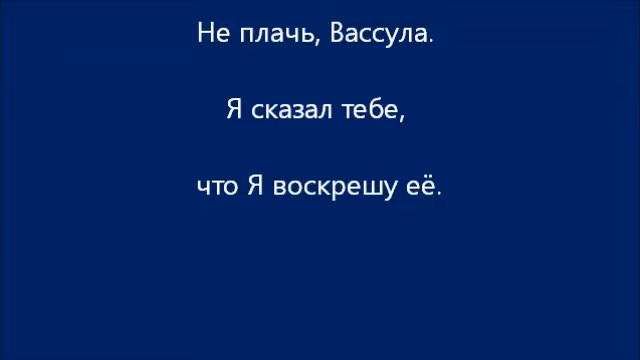 Не плачь, Вассула.
Я сказал тебе,
что Я воскрешу её.